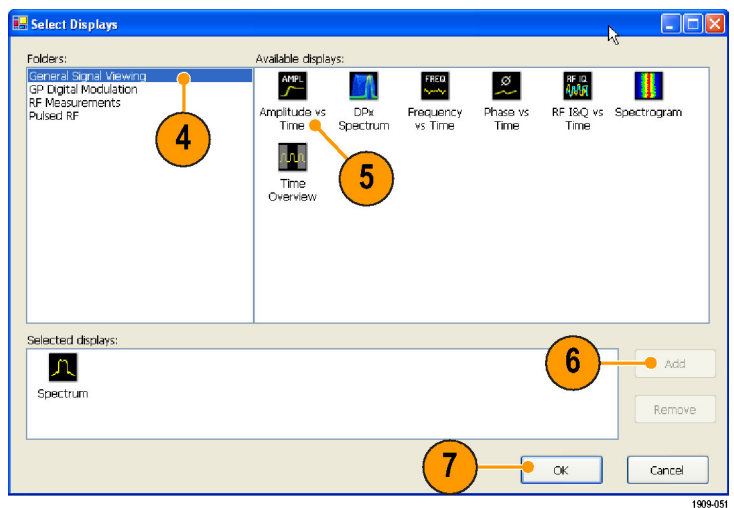 Select Displays
Folders:
General Signal Viewing
GP Digital Modulation
RF Measurements
Pulsed RF
4
Available displays:
AMPL
Amplitude vs
Time
DPx
Spectrum
FREQ
Frequency
vs Time
Ø
Phase vs
Time
RF IQ
RF I&Q vs
Time
Spectrogram
Time
Overview
5
Selected displays:
Spectrum
6
Add
Remove
7
OK
Cancel
1909-051